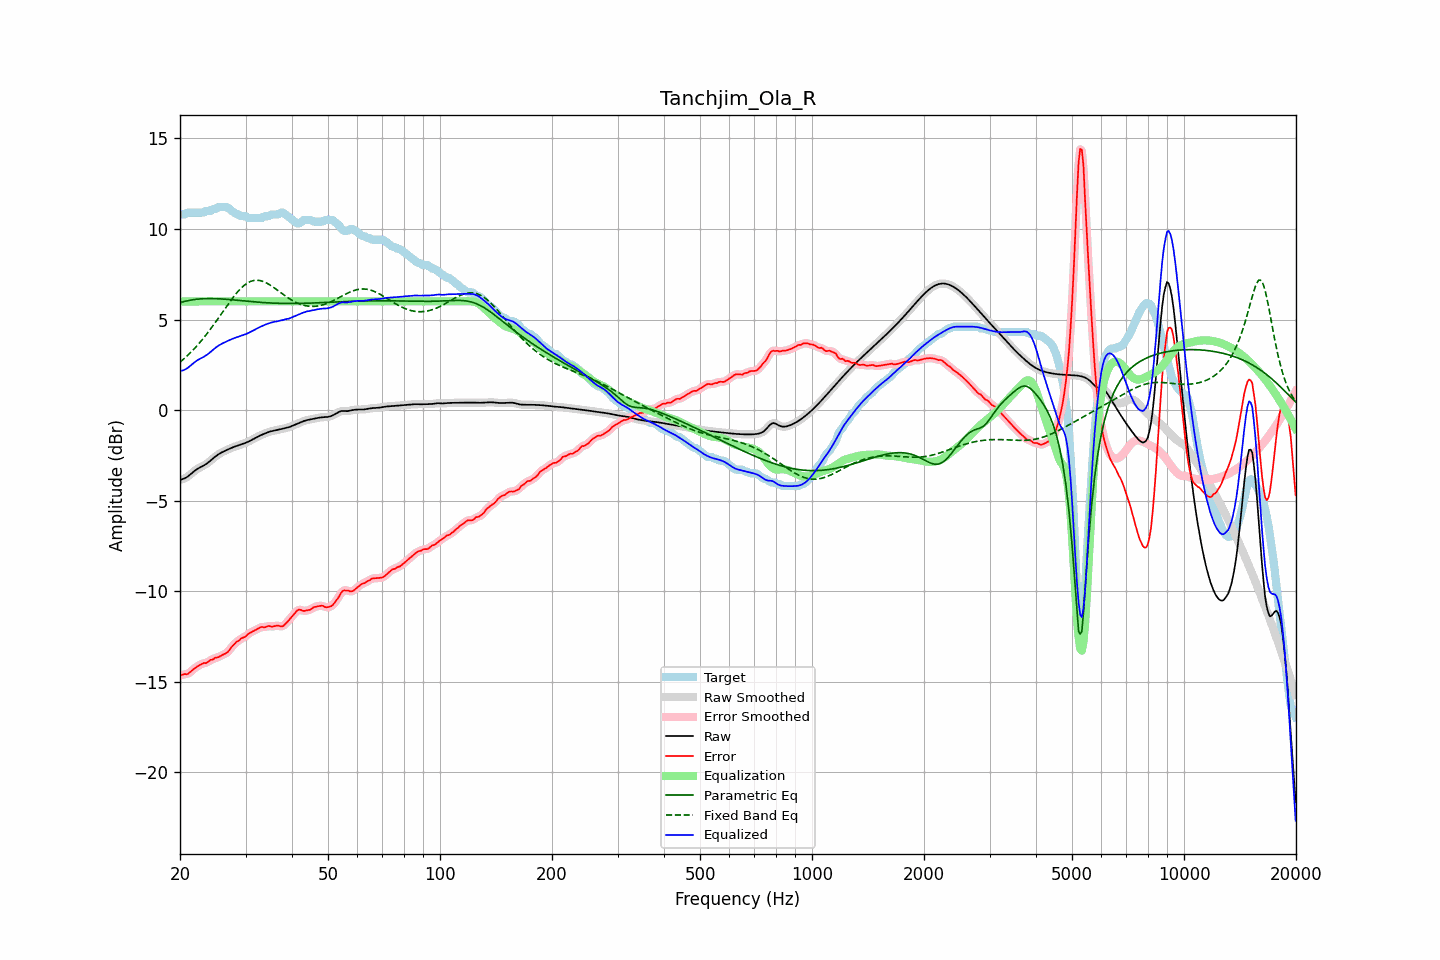 Tanchjim_Ola_R
Amplitude (dBr)
15
10
5
0
−5
−10
−15
−20
Target
Raw Smoothed
Error Smoothed
Raw
Error
Equalization
Parametric Eq
Fixed Band Eq
Equalized
20 50 100 200 500 1000 2000 5000 10000 20000
Frequency (Hz)